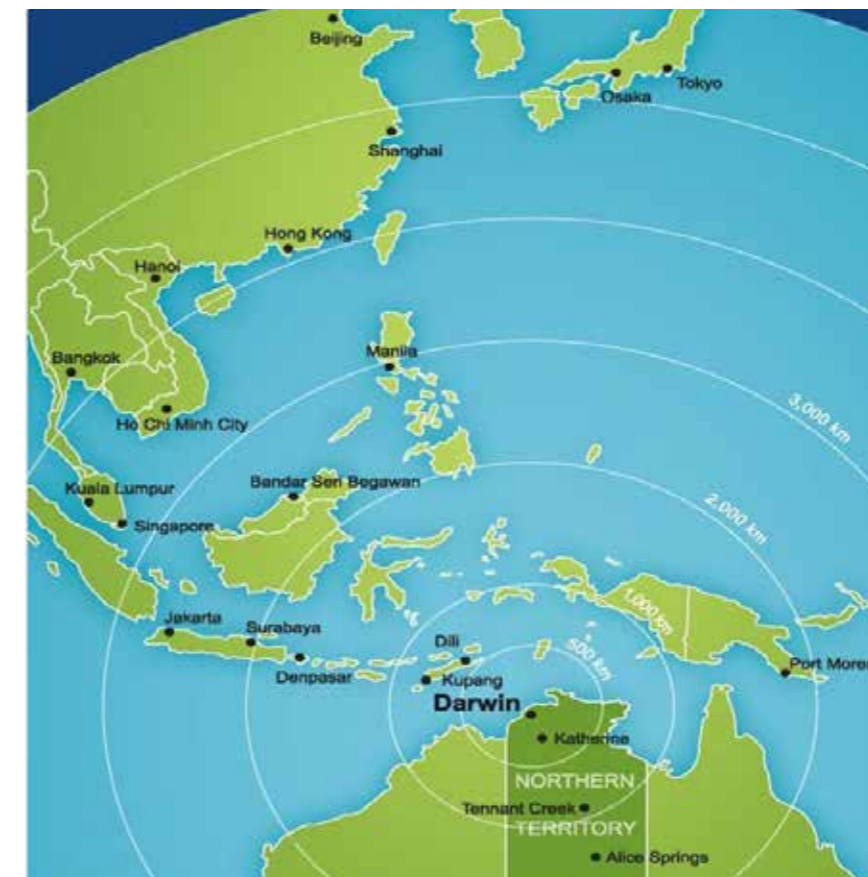 Beijing
Tokyo
Osaka
Shanghai
Hong Kong
Hanoi
Manila
Bangkok
3,000 km
Ho Chi Minh City
Bandar Seri Begawan
Kuala Lumpur
2,000 km
Singapore
1,000 km
Jakarta
Surabaya
Dili
500 km
Port More
Denpasar
Kupang
Darwin
Katherine
NORTHERN
Tennant Creek
TERRITORY
Alice Springs